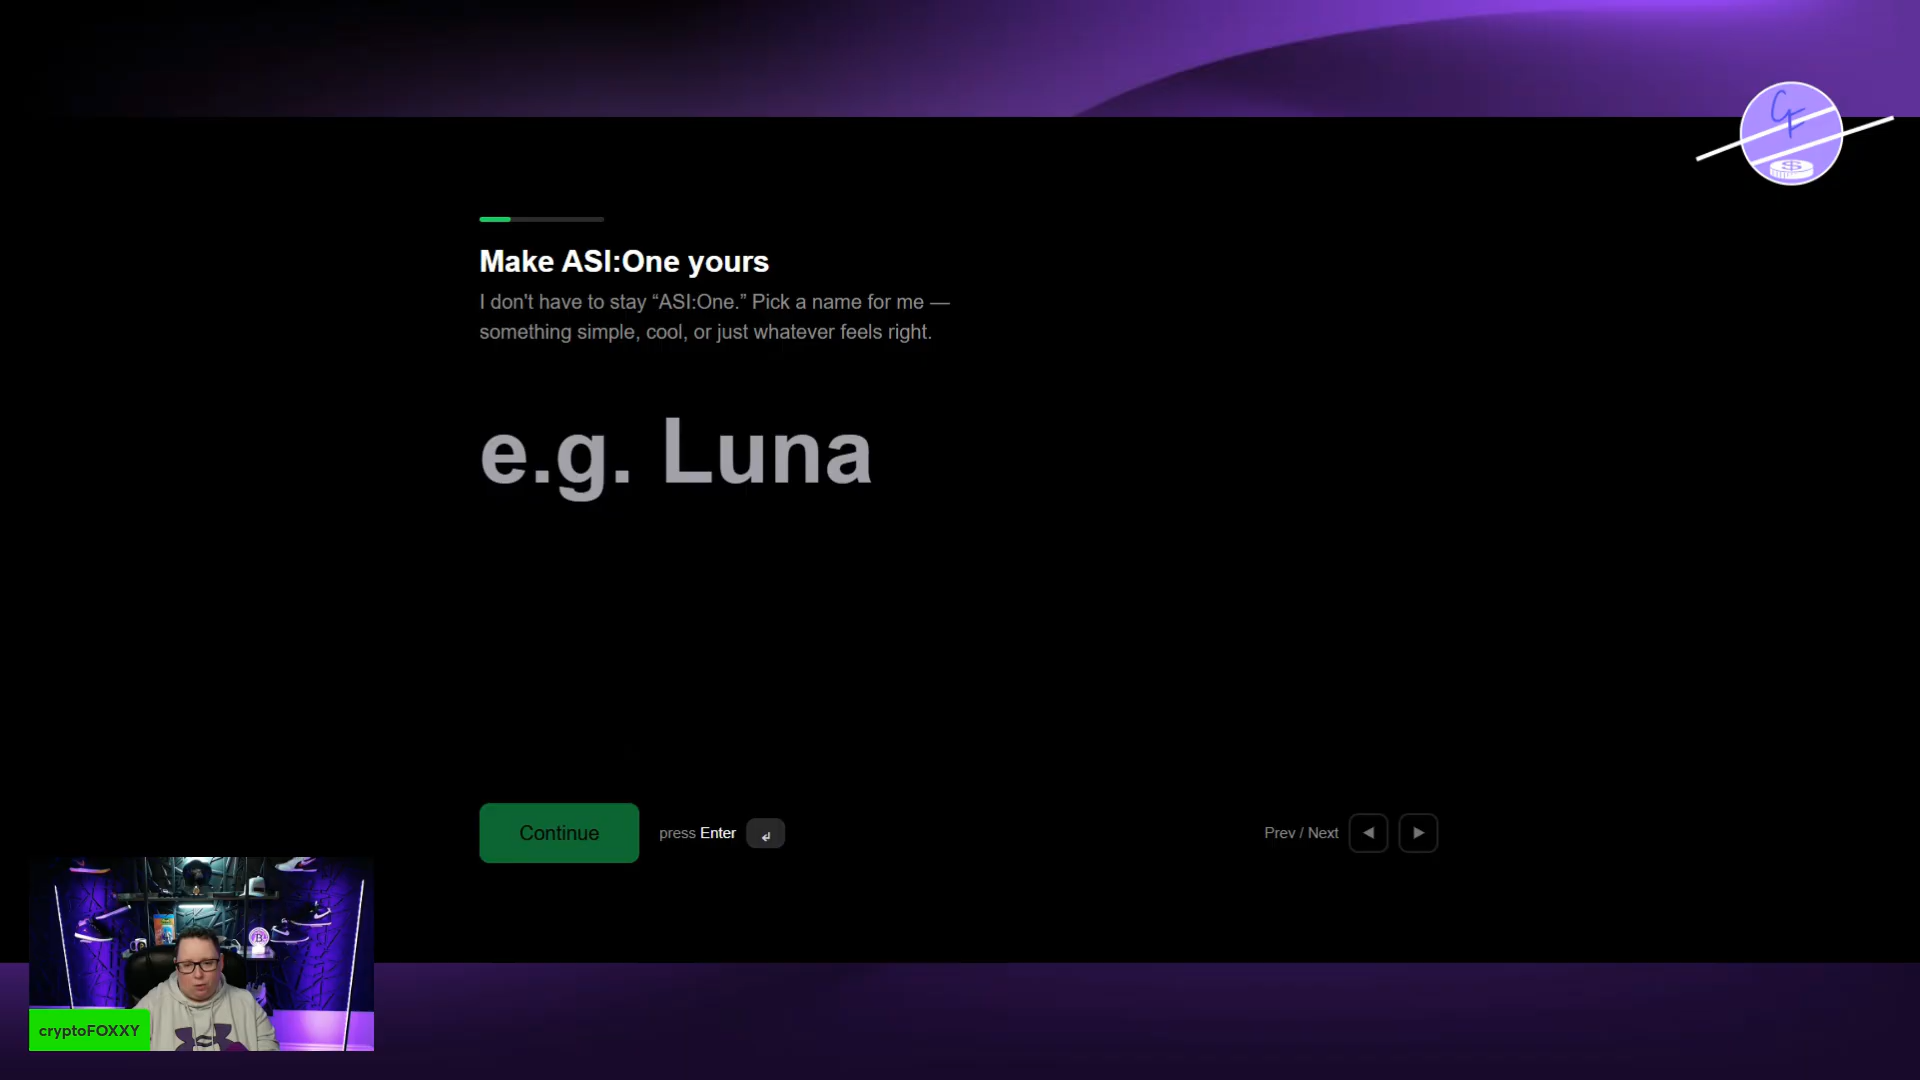 CF
$
Make ASI:One yours
I don't have to stay “ASI:One.” Pick a name for me —
something simple, cool, or just whatever feels right.
e.g. Luna
Continue
press Enter
Prev / Next
cryptoFOXXY